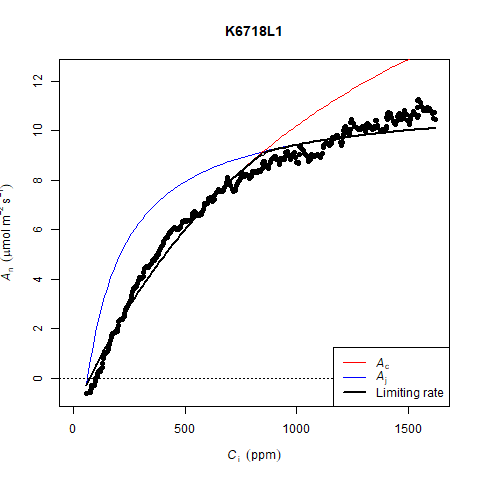 K6718L1
12
10
8
6
4
2
0
Aₙ (μmol m⁻² s⁻¹)
0 500 1000 1500
Cᵢ (ppm)
A꜀
Aⱼ
Limiting rate